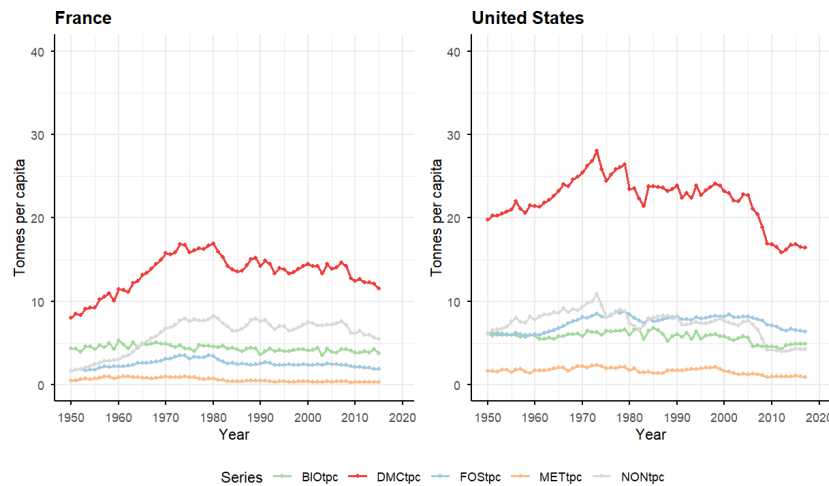 France
United States
Tonnes per capita
40
30
20
10
0
1950 1960 1970 1980 1990 2000 2010 2020
Year
Tonnes per capita
40
30
20
10
0
1950 1960 1970 1980 1990 2000 2010 2020
Year
Series BIOtpc DMCtpc FOStpc METtpc NONtpc